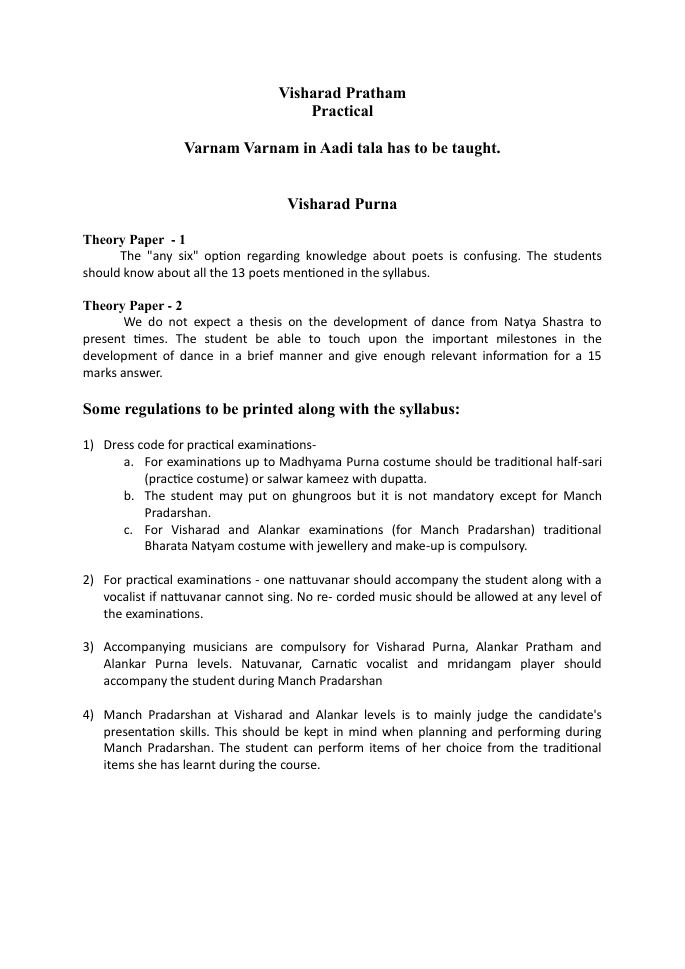 Visharad Pratham
Practical
Varnam Varnam in Aadi tala has to be taught.
Visharad Purna
Theory Paper - 1
The "any six" option regarding knowledge about poets is confusing. The students
should know about all the 13 poets mentioned in the syllabus.
Theory Paper - 2
We do not expect a thesis on the development of dance from Natya Shastra to
present times. The student be able to touch upon the important milestones in the
development of dance in a brief manner and give enough relevant information for a 15
marks answer.
Some regulations to be printed along with the syllabus:
1) Dress code for practical examinations-
a. For examinations up to Madhyama Purna costume should be traditional half-sari
(practice costume) or salwar kameez with dupatta.
b. The student may put on ghungroos but it is not mandatory except for Manch
Pradarshan.
c. For Visharad and Alankar examinations (for Manch Pradarshan) traditional
Bharata Natyam costume with jewellery and make-up is compulsory.
2) For practical examinations - one nattuvanar should accompany the student along with a
vocalist if nattuvanar cannot sing. No re- corded music should be allowed at any level of
the examinations.
3) Accompanying musicians are compulsory for Visharad Purna, Alankar Pratham and
Alankar Purna levels. Natuvanar, Carnatic vocalist and mridangam player should
accompany the student during Manch Pradarshan
4) Manch Pradarshan at Visharad and Alankar levels is to mainly judge the candidate's
presentation skills. This should be kept in mind when planning and performing during
Manch Pradarshan. The student can perform items of her choice from the traditional
items she has learnt during the course.